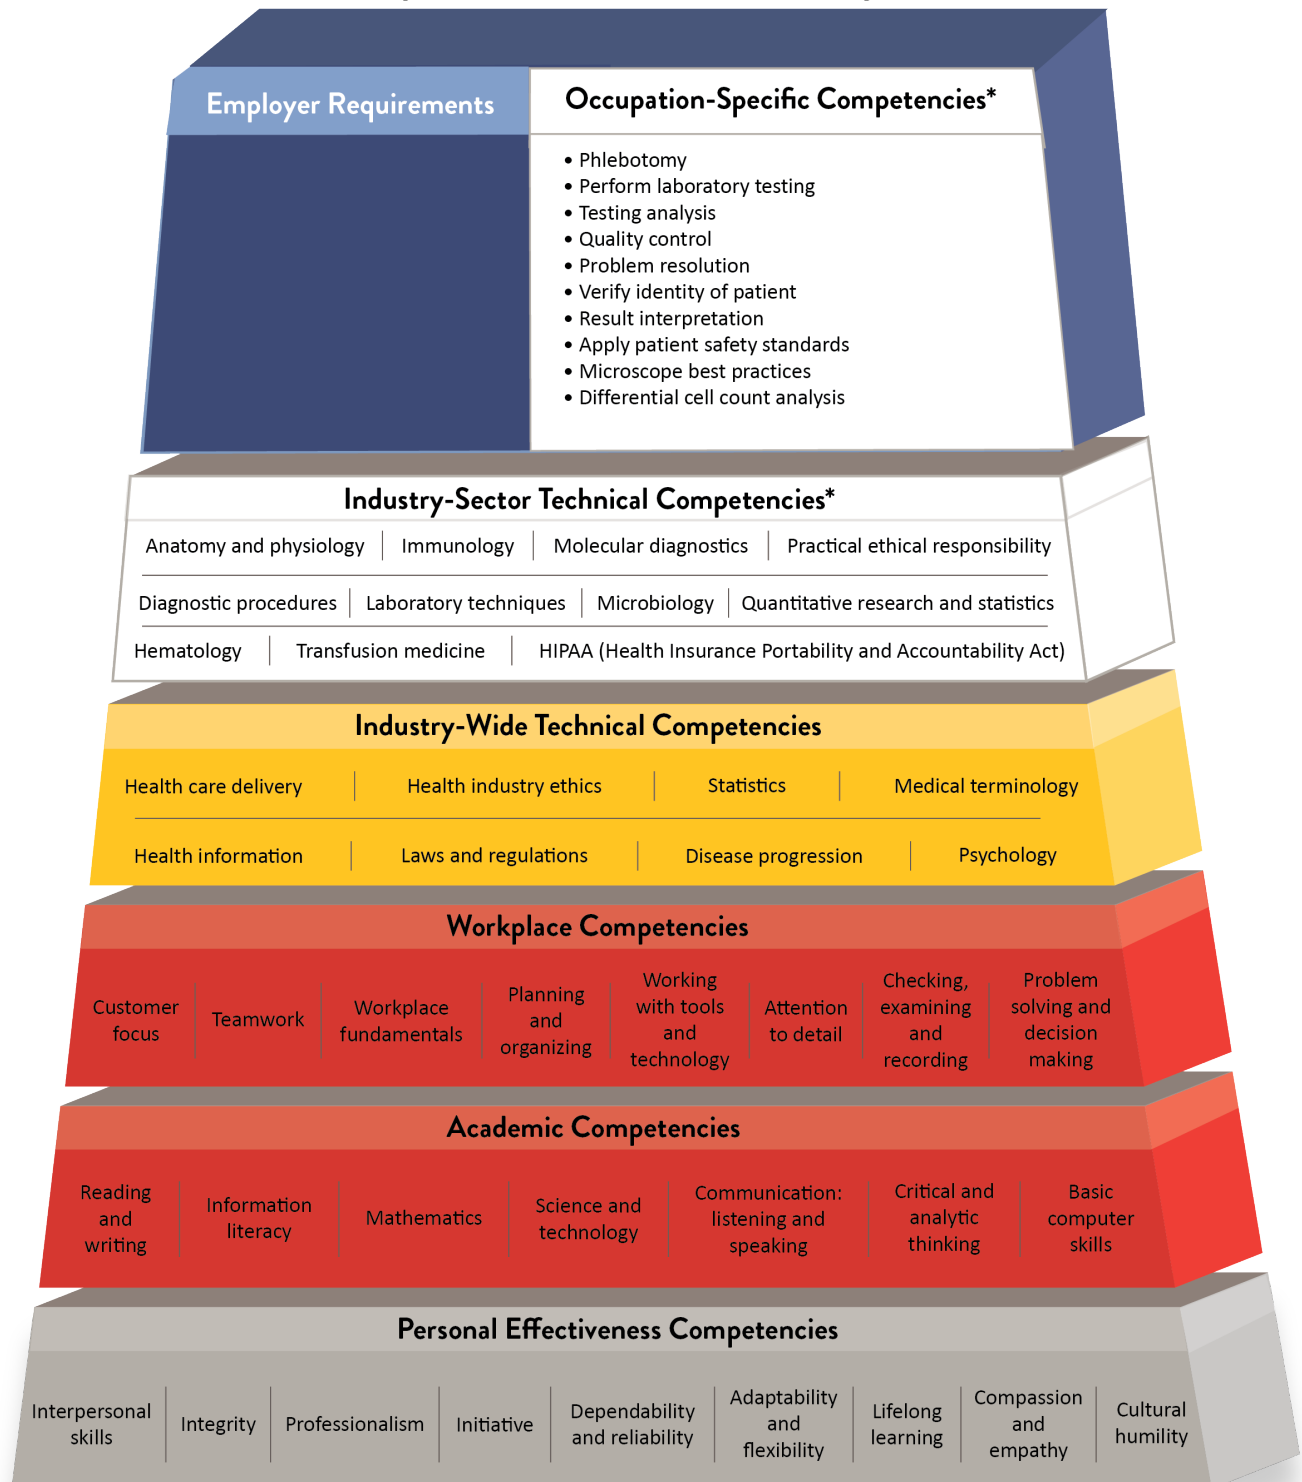 Employer Requirements
Occupation-Specific Competencies*
• Phlebotomy
• Perform laboratory testing
• Testing analysis
• Quality control
• Problem resolution
• Verify identity of patient
• Result interpretation
• Apply patient safety standards
• Microscope best practices
• Differential cell count analysis
Industry-Sector Technical Competencies*
Anatomy and physiology
Immunology
Molecular diagnostics
Practical ethical responsibility
Diagnostic procedures
Laboratory techniques
Microbiology
Quantitative research and statistics
Hematology
Transfusion medicine
HIPAA (Health Insurance Portability and Accountability Act)
Industry-Wide Technical Competencies
Health care delivery
Health industry ethics
Statistics
Medical terminology
Health information
Laws and regulations
Disease progression
Psychology
Workplace Competencies
Customer
focus
Teamwork
Workplace
fundamentals
Planning
and
organizing
Working
with tools
and
technology
Attention
to detail
Checking,
examining
and
recording
Problem
solving and
decision
making
Academic Competencies
Reading
and
writing
Information
literacy
Mathematics
Science and
technology
Communication:
listening and
speaking
Critical and
analytic
thinking
Basic
computer
skills
Personal Effectiveness Competencies
Interpersonal
skills
Integrity
Professionalism
Initiative
Dependability
and reliability
Adaptability
and
flexibility
Lifelong
learning
Compassion
and
empathy
Cultural
humility